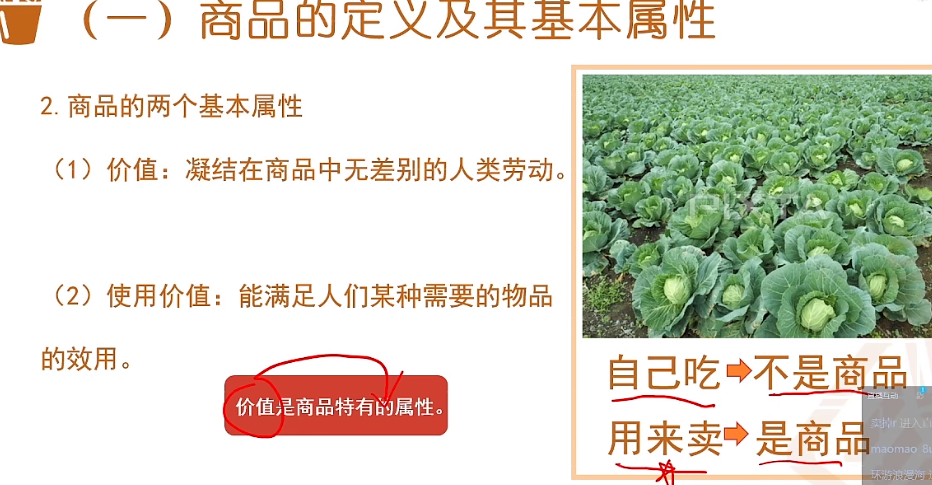 （一）商品的定义及其基本属性
2.商品的两个基本属性
（1）价值：凝结在商品中无差别的人类劳动。
（2）使用价值：能满足人们某种需要的物品
的效用。
价值是商品特有的属性。
自己吃➡不是商品
用来卖➡是商品
maomao